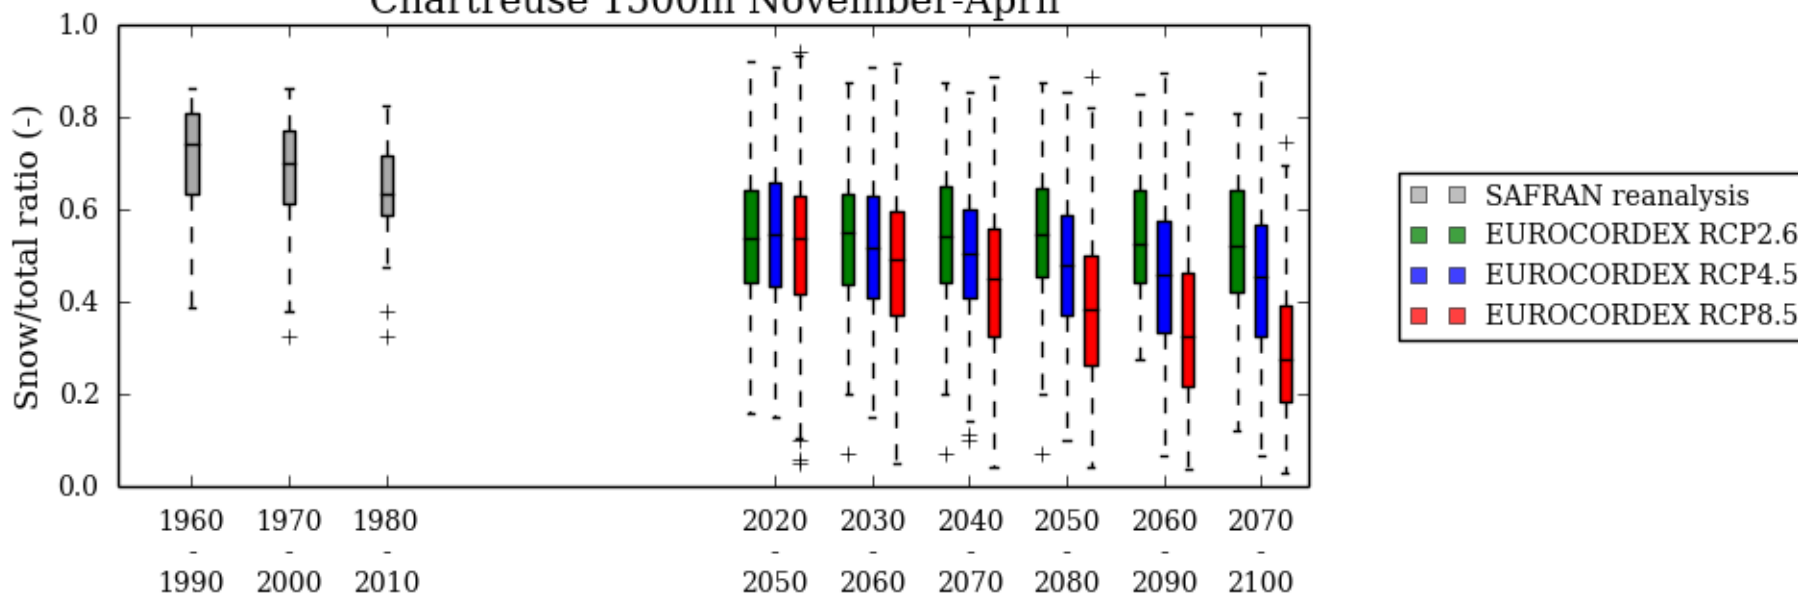 Chartreuse 1500m November-April
Snow/total ratio (-)
1.0
0.8
0.6
0.4
0.2
0.0
1960 1970 1980 2020 2030 2040 2050 2060 2070
- - - - - - - - -
1990 2000 2010 2050 2060 2070 2080 2090 2100
SAFRAN reanalysis
EUROCORDEX RCP2.6
EUROCORDEX RCP4.5
EUROCORDEX RCP8.5